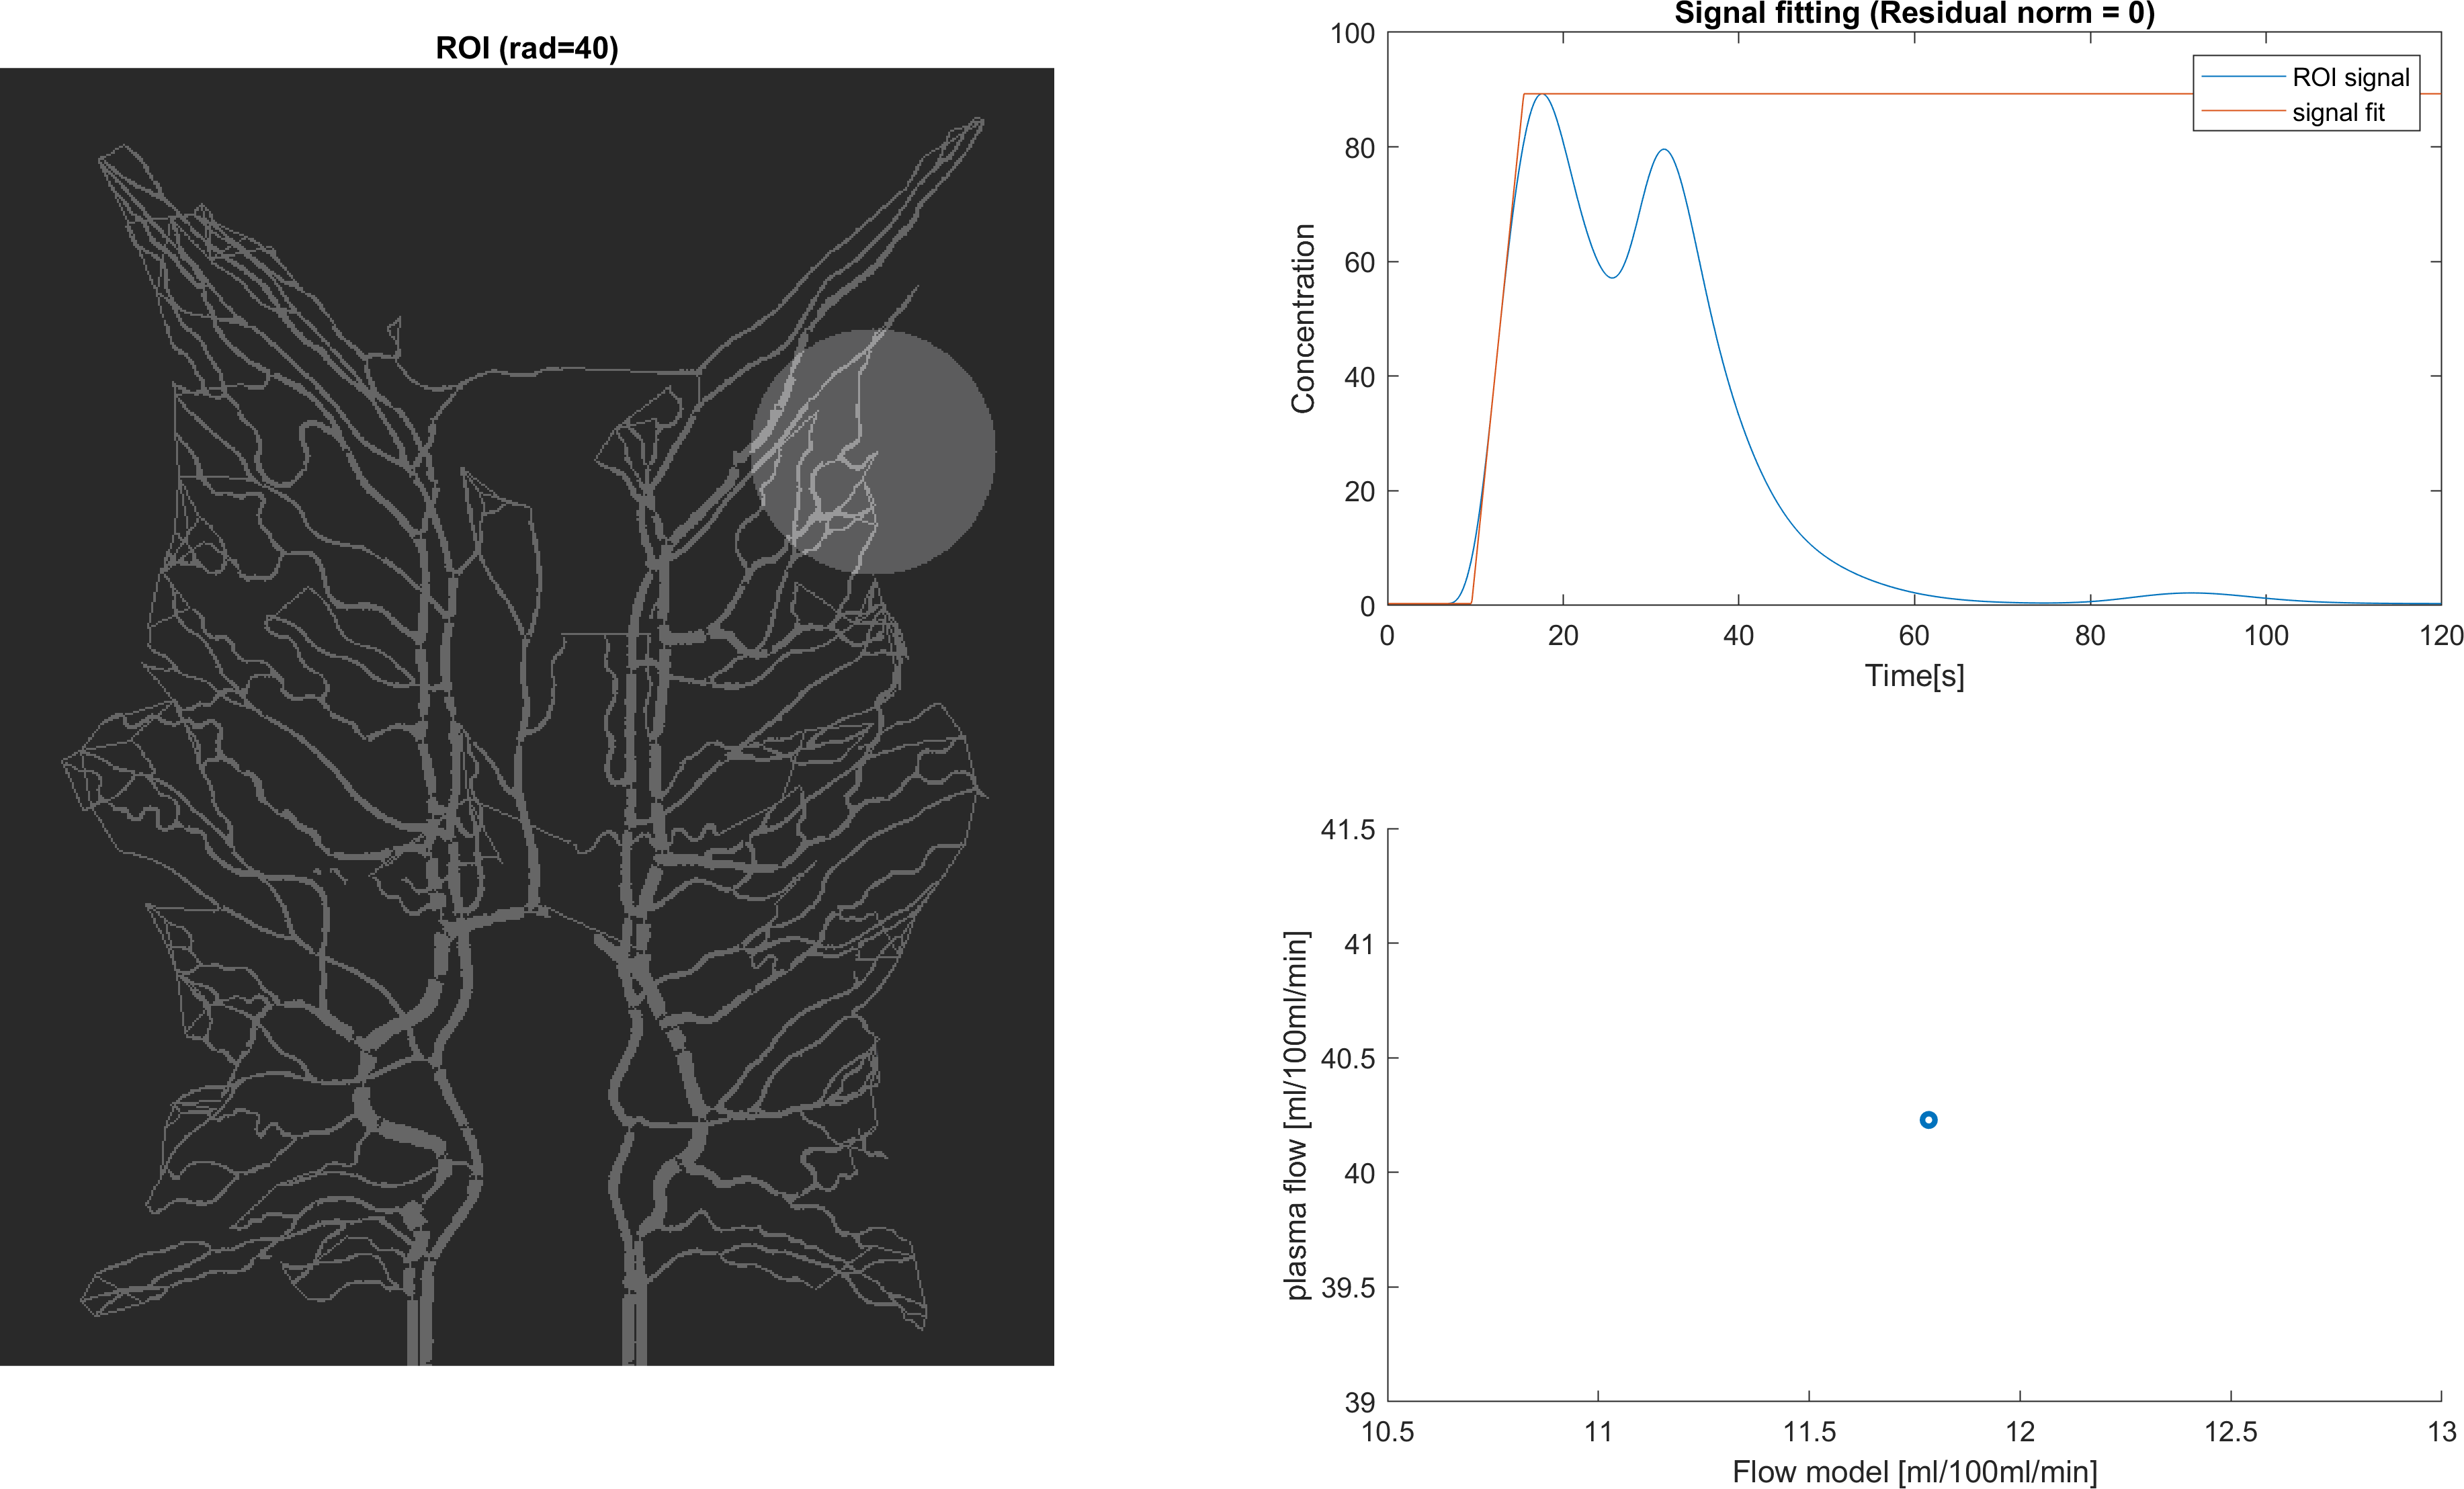 ROI (rad=40)
Signal fitting (Residual norm = 0)
100
80
60
40
20
0
Concentration
ROI signal
signal fit
0 20 40 60 80 100 120
Time[s]
41.5
41
40.5
40
39.5
39
plasma flow [ml/100ml/min]
10.5 11 11.5 12 12.5 13
Flow model [ml/100ml/min]